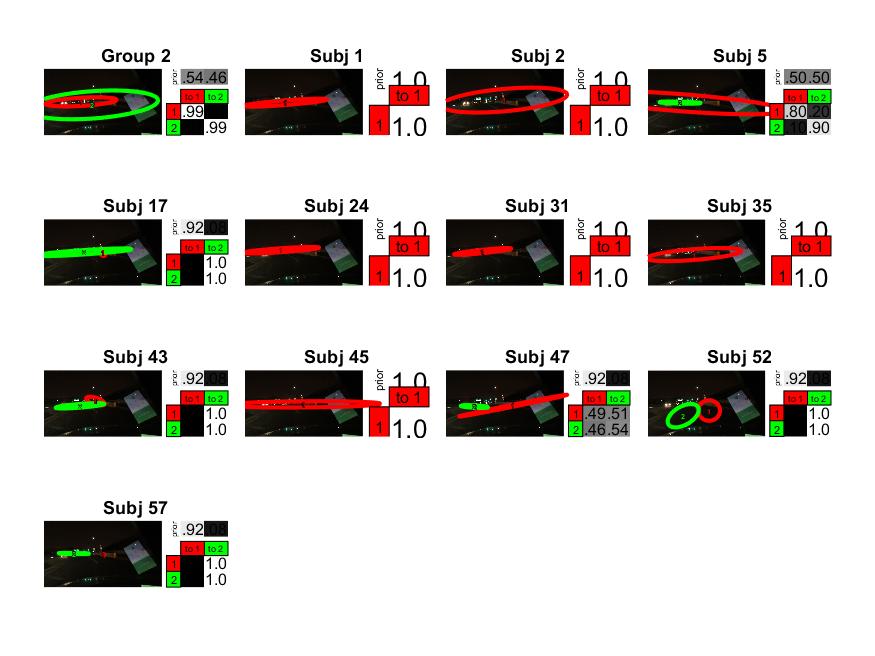 Group 2
prior .54 .46
to 1 to 2
1 .99
2 .99
Subj 1
prior 1.0
to 1
1 1.0
Subj 2
prior 1.0
to 1
1 1.0
Subj 5
prior .50 .50
to 1 to 2
1 .80 .20
2 .10 .90
Subj 17
prior .92 .08
to 1 to 2
1 1.0
2 1.0
Subj 24
prior 1.0
to 1
1 1.0
Subj 31
prior 1.0
to 1
1 1.0
Subj 35
prior 1.0
to 1
1 1.0
Subj 43
prior .92 .08
to 1 to 2
1 1.0
2 1.0
Subj 45
prior 1.0
to 1
1 1.0
Subj 47
prior .92 .08
to 1 to 2
1 .49 .51
2 .46 .54
Subj 52
2 1
prior .92 .08
to 1 to 2
1 1.0
2 1.0
Subj 57
prior .92 .08
to 1 to 2
1 1.0
2 1.0